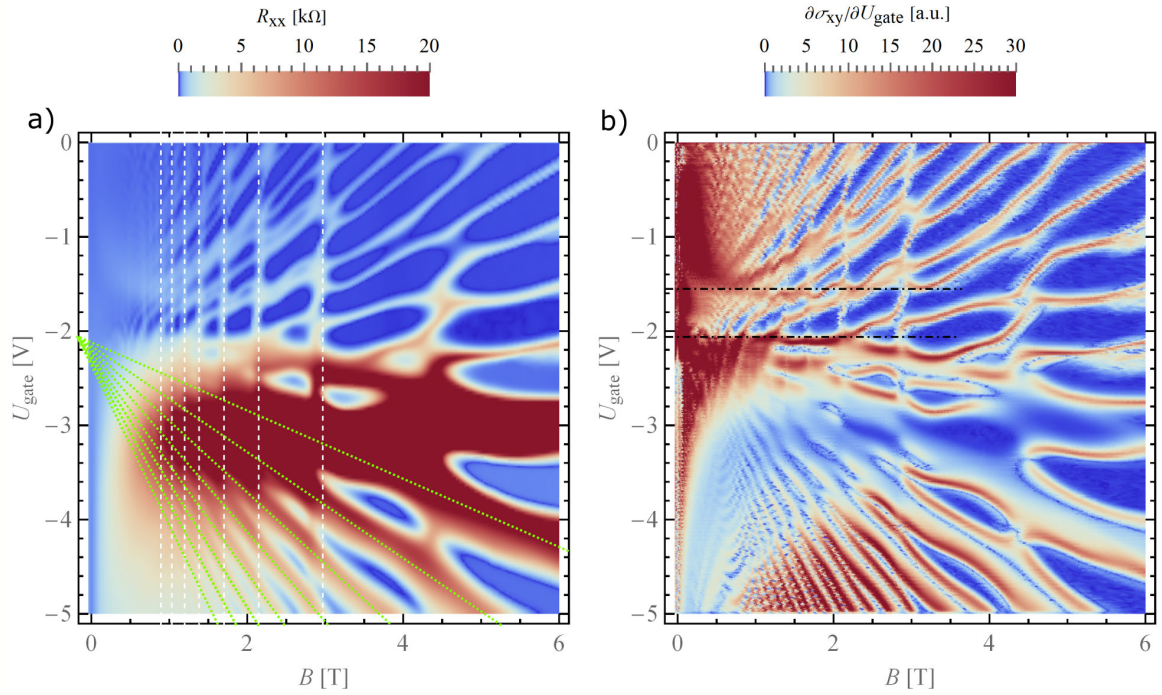 R_xx [kΩ]
0 5 10 15 20
∂σ_xy/∂U_gate [a.u.]
0 5 10 15 20 25 30
a)
b)
0
−1
−2
−3
−4
−5
U_gate [V]
0 2 4 6
B [T]
0
−1
−2
−3
−4
−5
U_gate [V]
0 2 4 6
B [T]